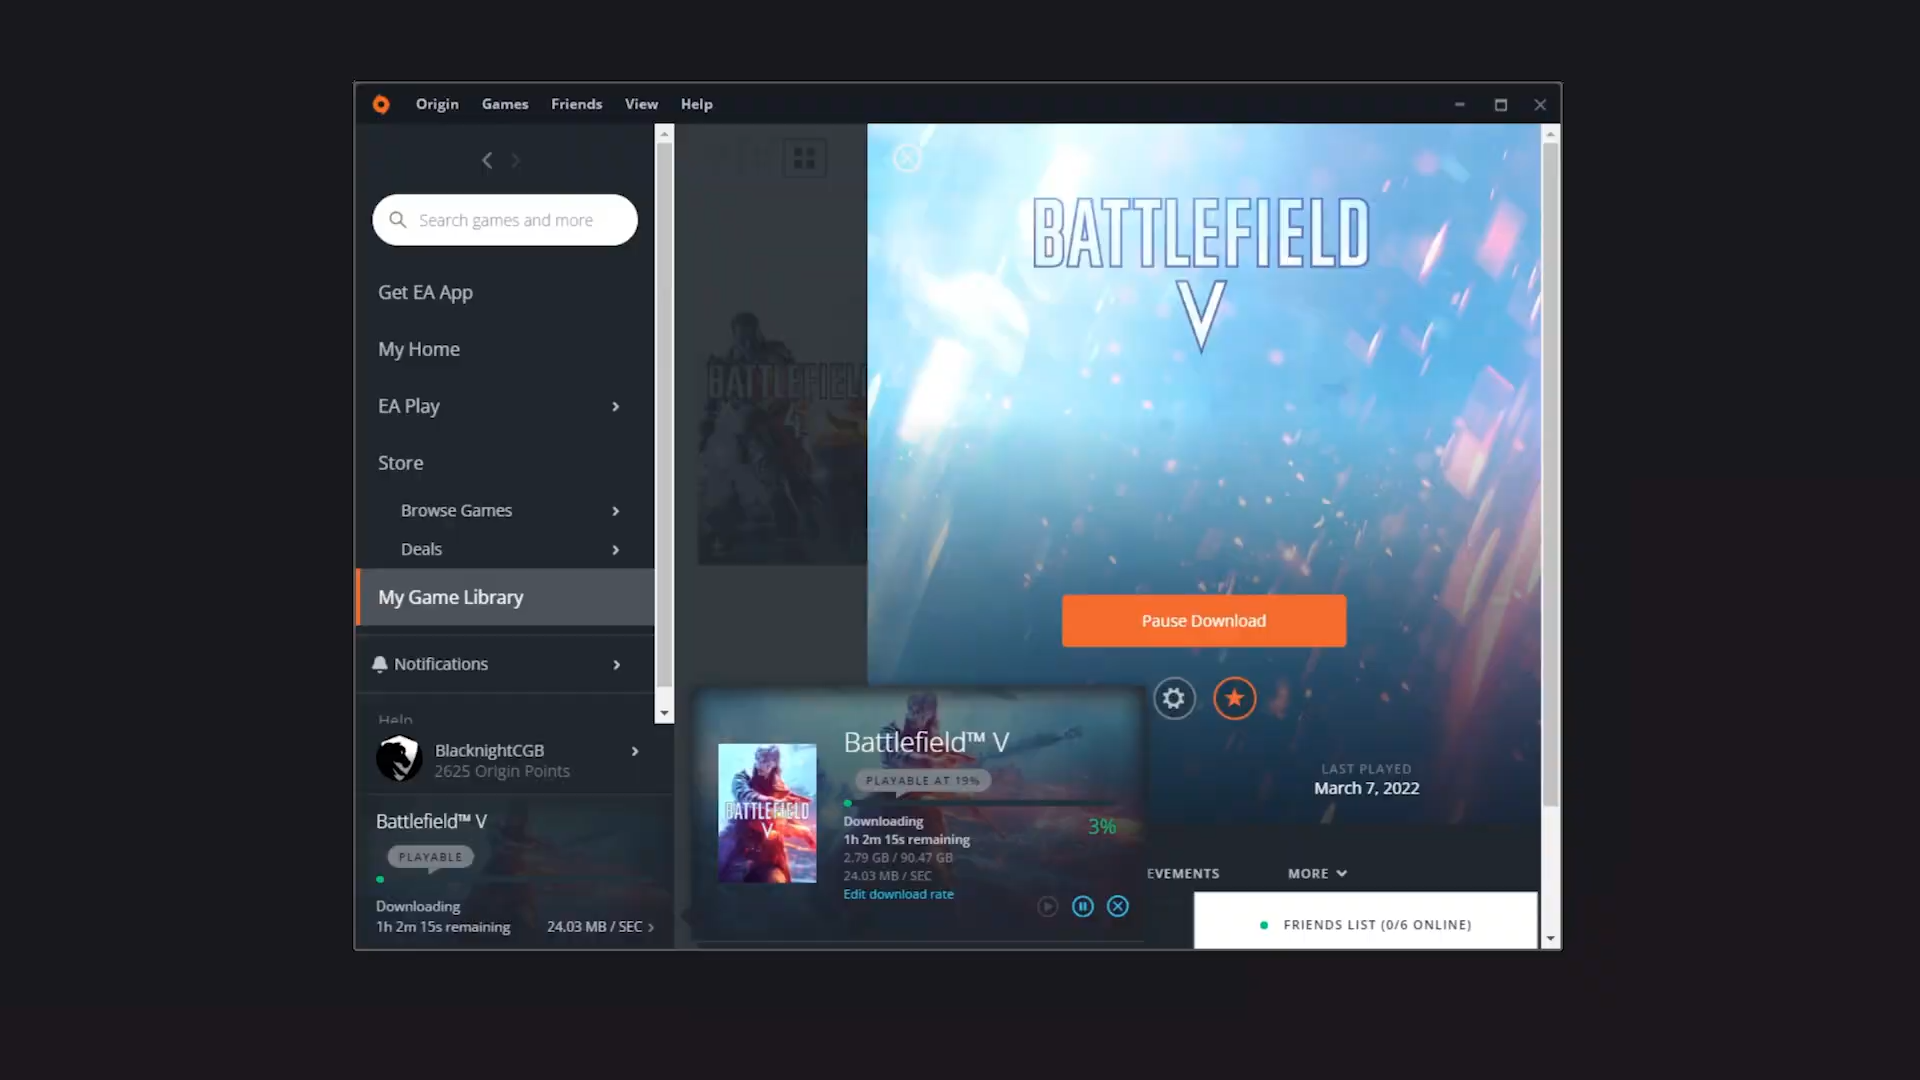 Origin Games Friends View Help
Search games and more
Get EA App
My Home
EA Play
Store
Browse Games
Deals
My Game Library
Notifications
Help
BlacknightCGB
2625 Origin Points
Battlefield™ V
PLAYABLE
Downloading
1h 2m 15s remaining 24.03 MB / SEC
BATTLEFIELD
4
BATTLEFIELD
V
Pause Download
LAST PLAYED
March 7, 2022
BATTLEFIELD
V
Battlefield™ V
PLAYABLE AT 19%
Downloading
3%
1h 2m 15s remaining
2.79 GB / 90.47 GB
24.03 MB / SEC
Edit download rate
EVEMENTS MORE
FRIENDS LIST (0/6 ONLINE)